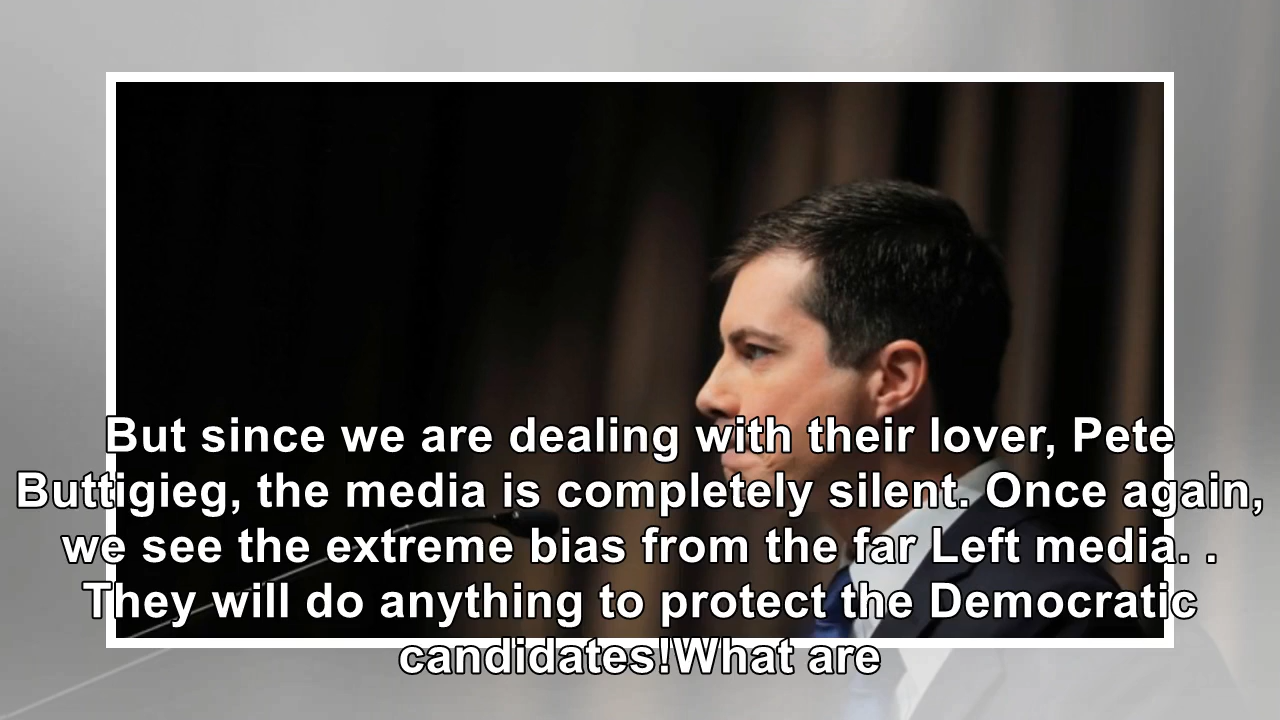 But since we are dealing with their lover, Pete
Buttigieg, the media is completely silent. Once again,
we see the extreme bias from the far Left media. .
They will do anything to protect the Democratic
candidates!What are